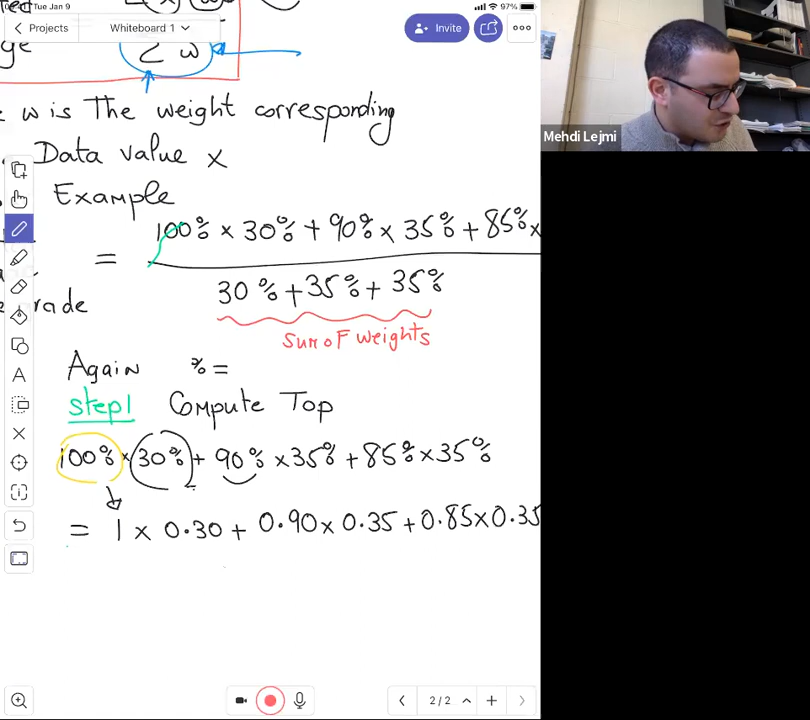 Tue Jan 9
97%
Projects
Whiteboard 1
Invite
Σ w
w is The weight corresponding
Data value x
Example
= 100% × 30% + 90% × 35% + 85% ×
30% + 35% + 35%
Sum of weights
Again % =
step1 Compute Top
100% × 30% + 90% × 35% + 85% × 35%
= 1 × 0.30 + 0.90 × 0.35 + 0.85 × 0.35
A
2/2
Mehdi Lejmi